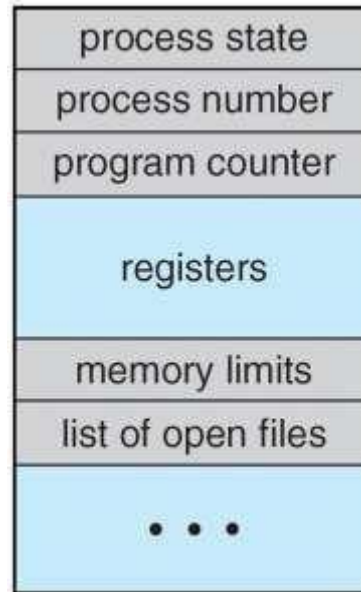 process state
process number
program counter
registers
memory limits
list of open files
• • •